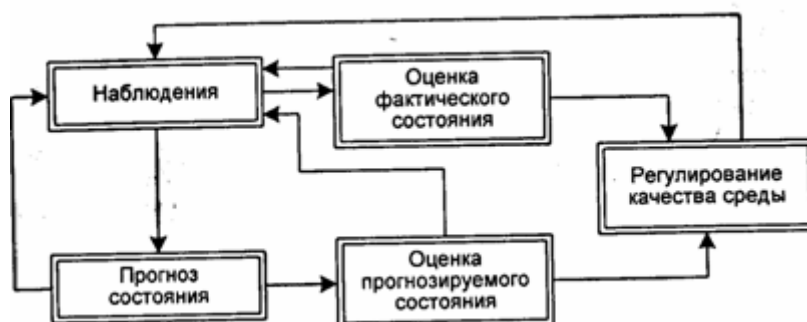 Наблюдения
Оценка
фактического
состояния
Регулирование
качества среды
Прогноз
состояния
Оценка
прогнозируемого
состояния